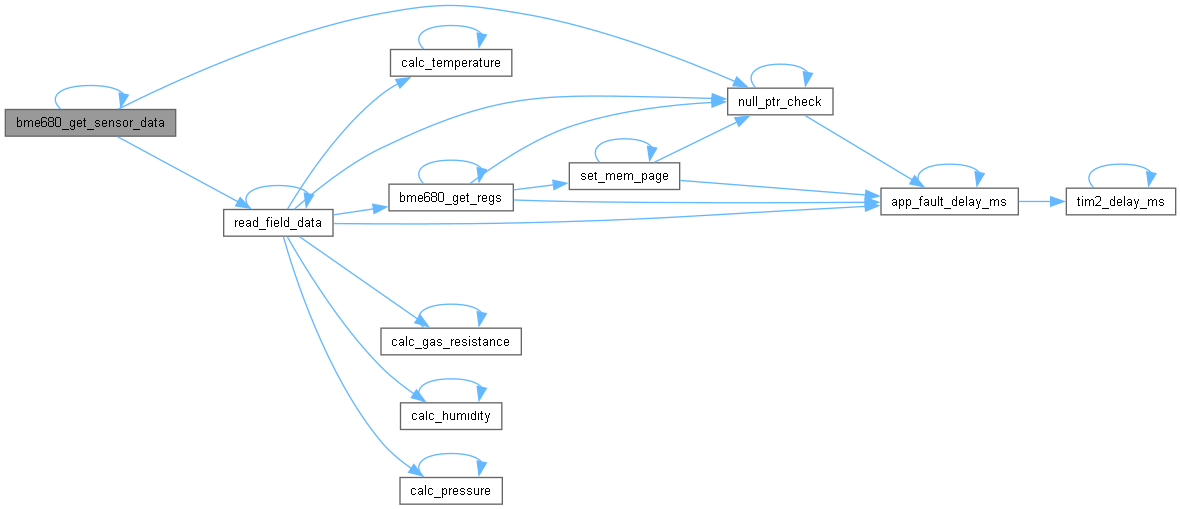 calc_temperature
null_ptr_check
bme680_get_sensor_data
set_mem_page
bme680_get_regs
app_fault_delay_ms
tim2_delay_ms
read_field_data
calc_gas_resistance
calc_humidity
calc_pressure